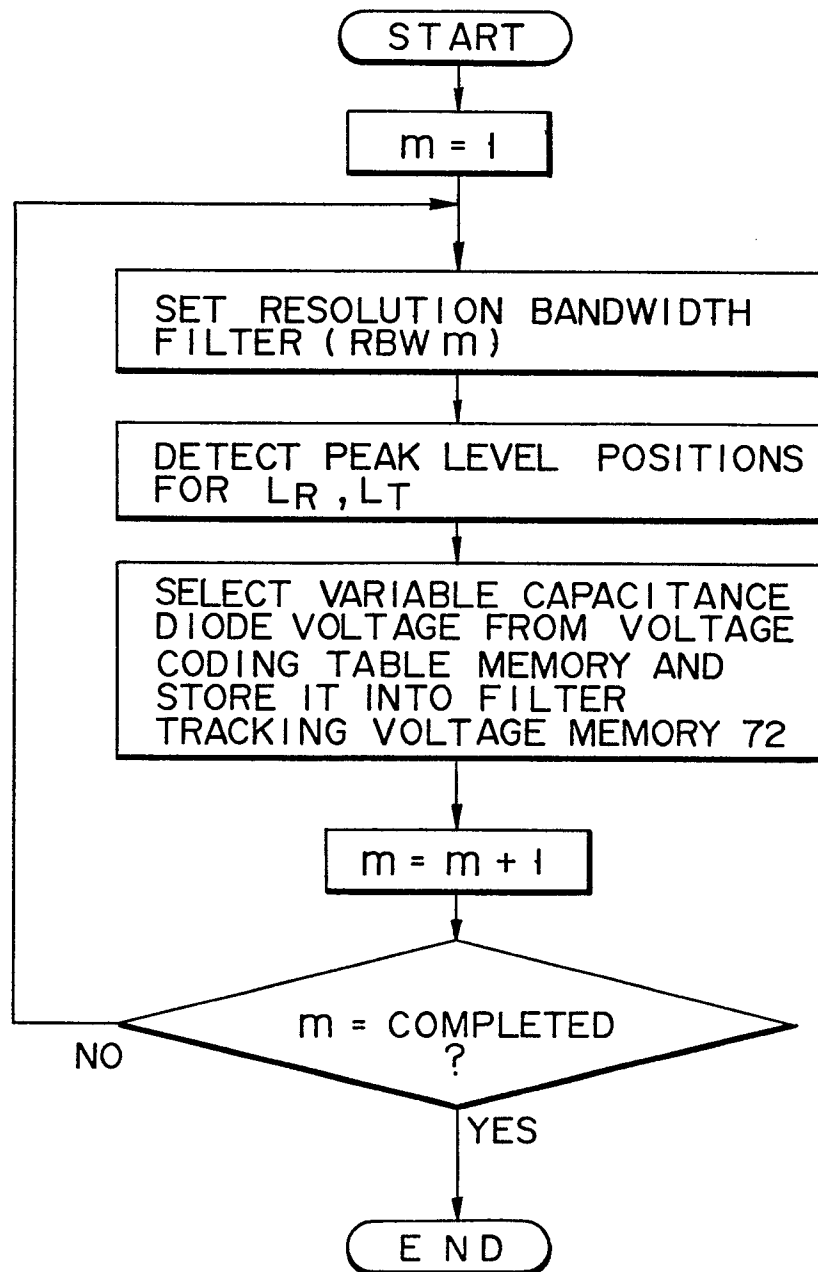 START
m = 1
SET RESOLUTION BANDWIDTH
FILTER (RBW m)
DETECT PEAK LEVEL POSITIONS
FOR LR, LT
SELECT VARIABLE CAPACITANCE
DIODE VOLTAGE FROM VOLTAGE
CODING TABLE MEMORY AND
STORE IT INTO FILTER
TRACKING VOLTAGE MEMORY 72
m = m + 1
m = COMPLETED
?
NO
YES
END